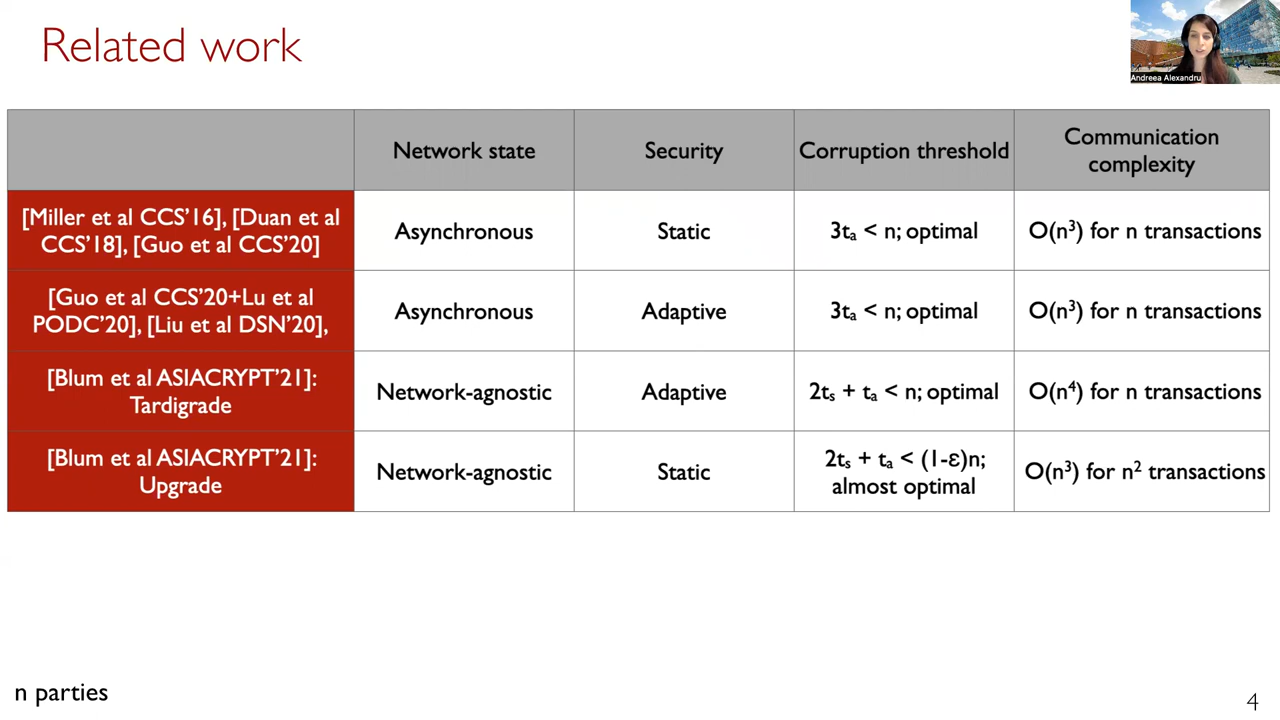 Related work
Andreea Alexandru
Network state
Security
Corruption threshold
Communication
complexity
[Miller et al CCS’16], [Duan et al
CCS’18], [Guo et al CCS’20]
Asynchronous
Static
3tₐ < n; optimal
O(n³) for n transactions
[Guo et al CCS’20+Lu et al
PODC’20], [Liu et al DSN’20],
Asynchronous
Adaptive
3tₐ < n; optimal
O(n³) for n transactions
[Blum et al ASIACRYPT’21]:
Tardigrade
Network-agnostic
Adaptive
2tₛ + tₐ < n; optimal
O(n⁴) for n transactions
[Blum et al ASIACRYPT’21]:
Upgrade
Network-agnostic
Static
2tₛ + tₐ < (1-ε)n;
almost optimal
O(n³) for n² transactions
n parties
4